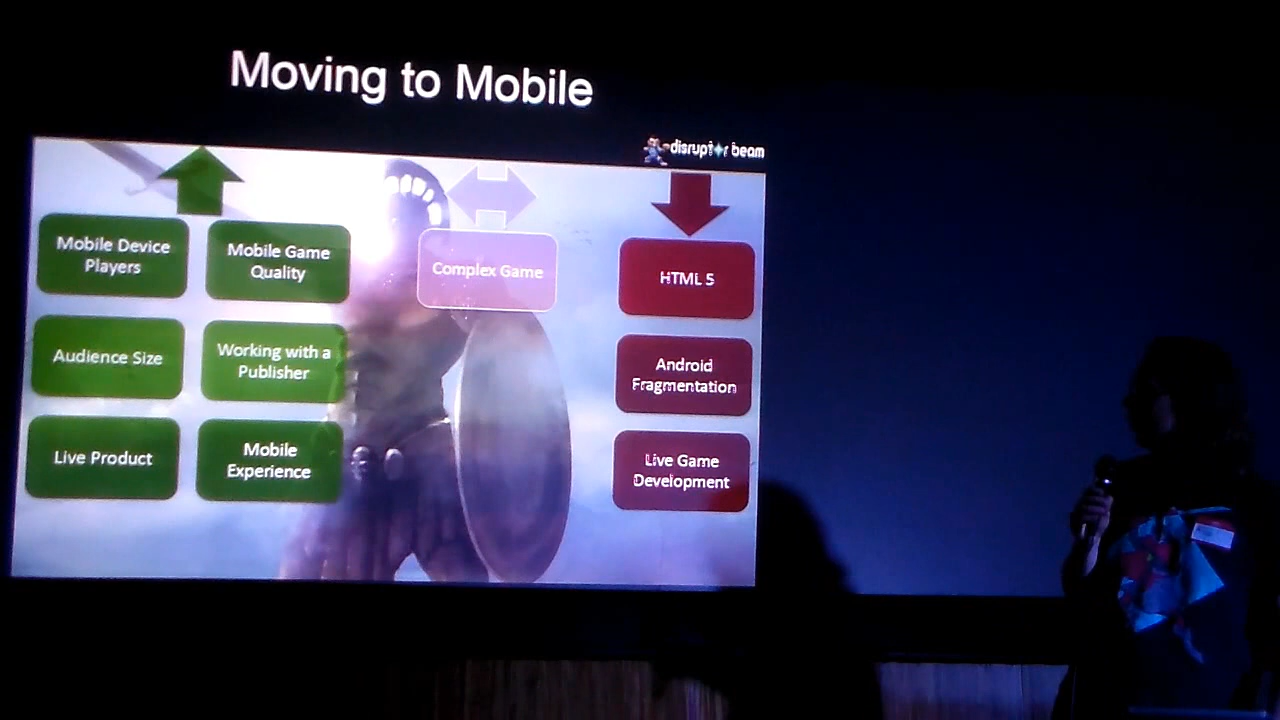 Moving to Mobile
disruptor beam
Mobile Device
Players
Mobile Game
Quality
Complex Game
HTML 5
Audience Size
Working with a
Publisher
Android
Fragmentation
Live Product
Mobile
Experience
Live Game
Development